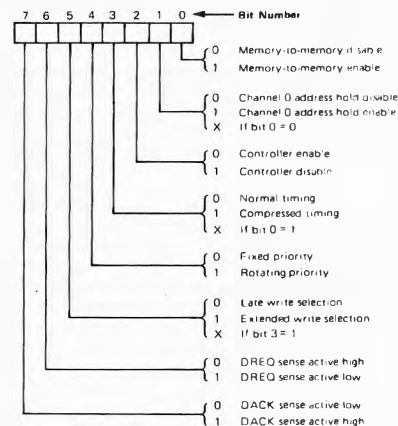 7 6 5 4 3 2 1 0 Bit Number
0 Memory-to-memory disable
1 Memory-to-memory enable
0 Channel 0 address hold disable
1 Channel 0 address hold enable
X If bit 0 = 0
0 Controller enable
1 Controller disable
0 Normal timing
1 Compressed timing
X If bit 0 = 1
0 Fixed priority
1 Rotating priority
0 Late write selection
1 Extended write selection
X If bit 3 = 1
0 DREQ sense active high
1 DREQ sense active low
0 DACK sense active low
1 DACK sense active high